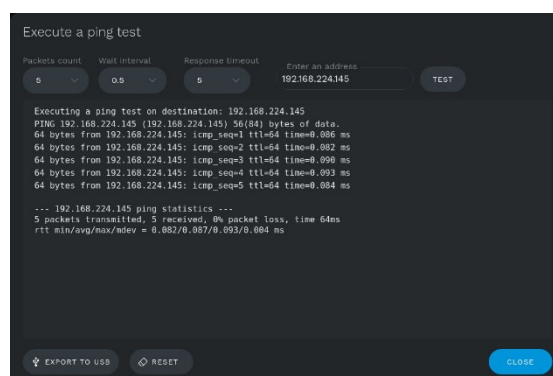 Execute a ping test
Packets count Wait interval Response timeout Enter an address
5 0.5 5 192.168.224.145 TEST
Executing a ping test on destination: 192.168.224.145
PING 192.168.224.145 (192.168.224.145) 56(84) bytes of data.
64 bytes from 192.168.224.145: icmp_seq=1 ttl=64 time=0.086 ms
64 bytes from 192.168.224.145: icmp_seq=2 ttl=64 time=0.082 ms
64 bytes from 192.168.224.145: icmp_seq=3 ttl=64 time=0.090 ms
64 bytes from 192.168.224.145: icmp_seq=4 ttl=64 time=0.093 ms
64 bytes from 192.168.224.145: icmp_seq=5 ttl=64 time=0.084 ms
--- 192.168.224.145 ping statistics ---
5 packets transmitted, 5 received, 0% packet loss, time 64ms
rtt min/avg/max/mdev = 0.082/0.087/0.093/0.004 ms
EXPORT TO USB RESET CLOSE